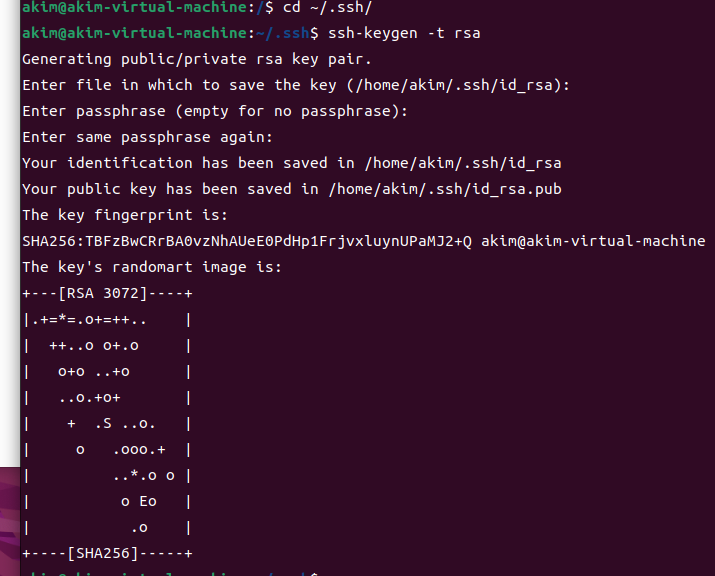 akim@akim-virtual-machine:/$ cd ~/.ssh/
akim@akim-virtual-machine:~/.ssh$ ssh-keygen -t rsa
Generating public/private rsa key pair.
Enter file in which to save the key (/home/akim/.ssh/id_rsa):
Enter passphrase (empty for no passphrase):
Enter same passphrase again:
Your identification has been saved in /home/akim/.ssh/id_rsa
Your public key has been saved in /home/akim/.ssh/id_rsa.pub
The key fingerprint is:
SHA256:TBFzBwCRrBA0vzNhAUeE0PdHp1FrjvxluynUPaMJ2+Q akim@akim-virtual-machine
The key's randomart image is:
+---[RSA 3072]----+
|.+=*=.o+=++..    |
|  ++..o o+.o     |
|   o+o ..+o      |
|   ..o.+o+       |
|    +  .S ..o.   |
|     o   .ooo.+  |
|         ..*.o o |
|          o Eo   |
|           .o    |
+----[SHA256]-----+